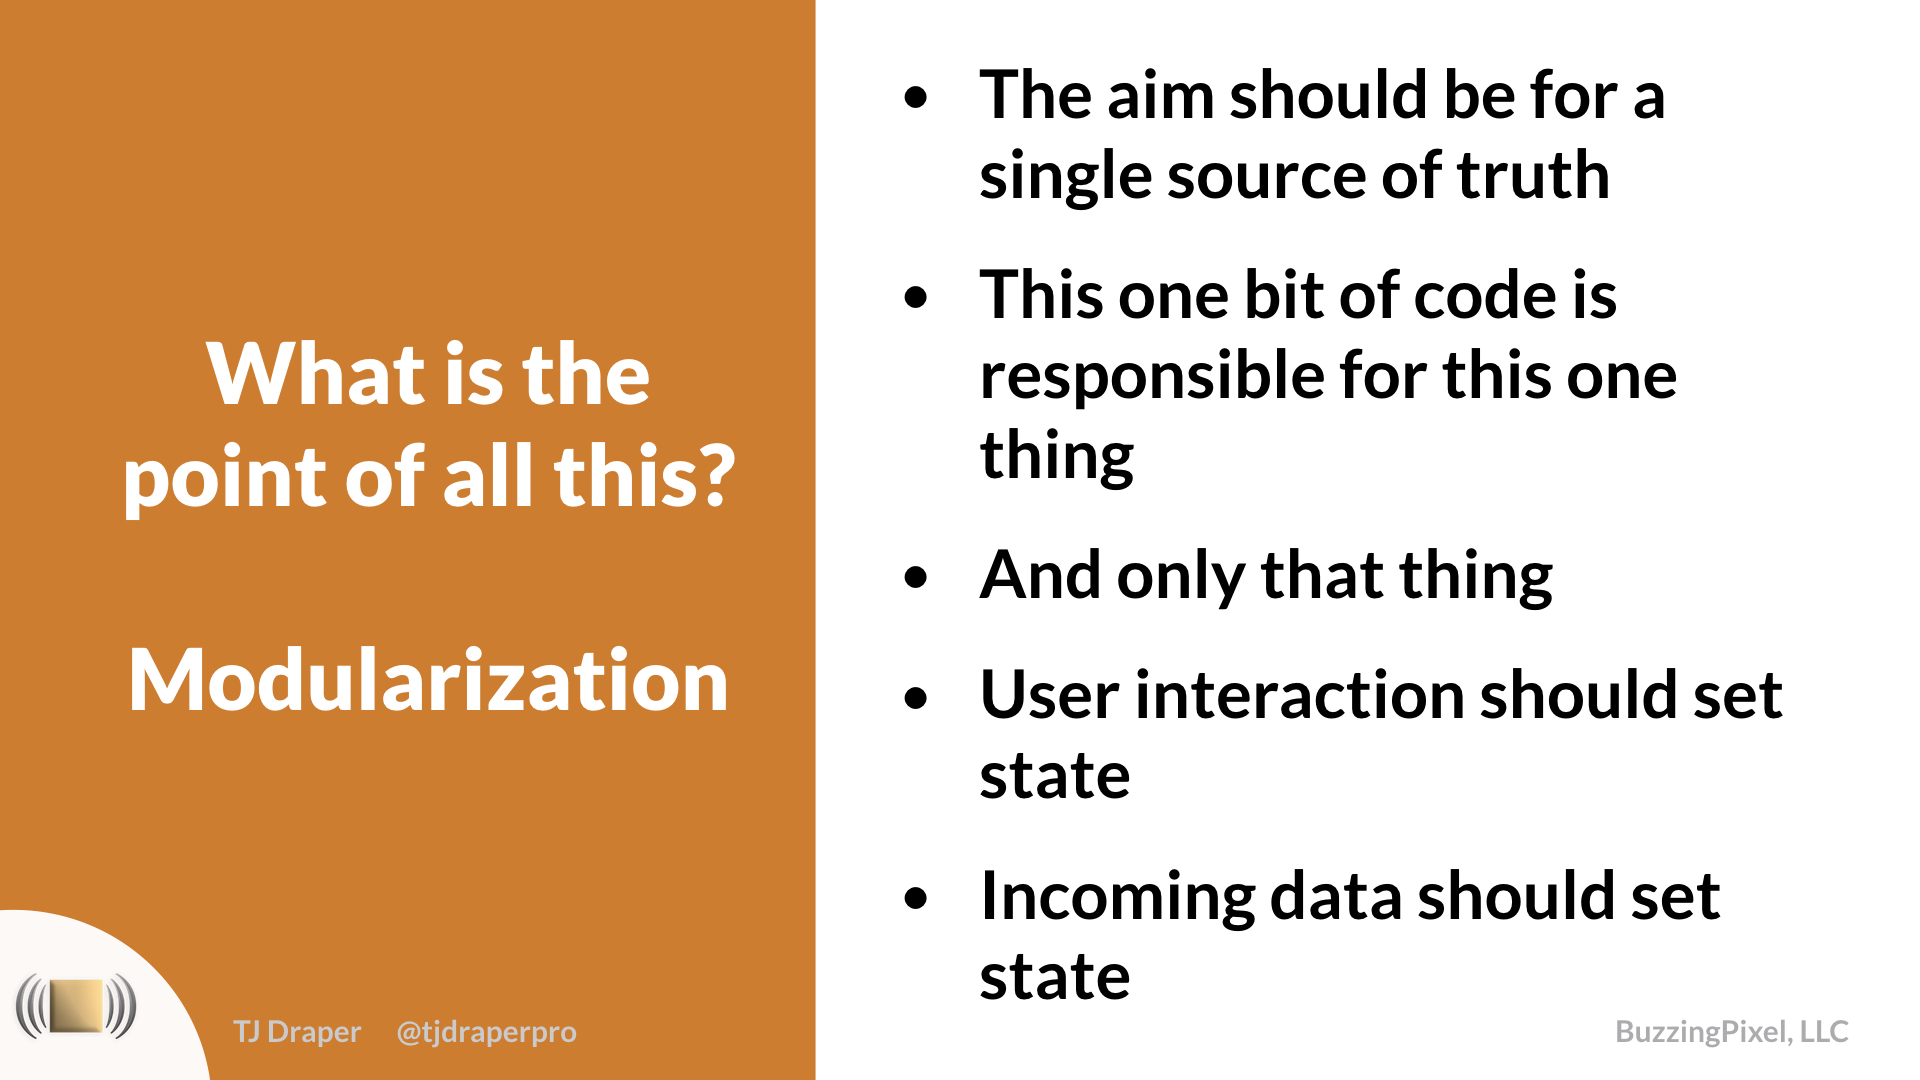 What is the
point of all this?
Modularization
• The aim should be for a
single source of truth
• This one bit of code is
responsible for this one
thing
• And only that thing
• User interaction should set
state
• Incoming data should set
state
TJ Draper @tjdraperpro
BuzzingPixel, LLC